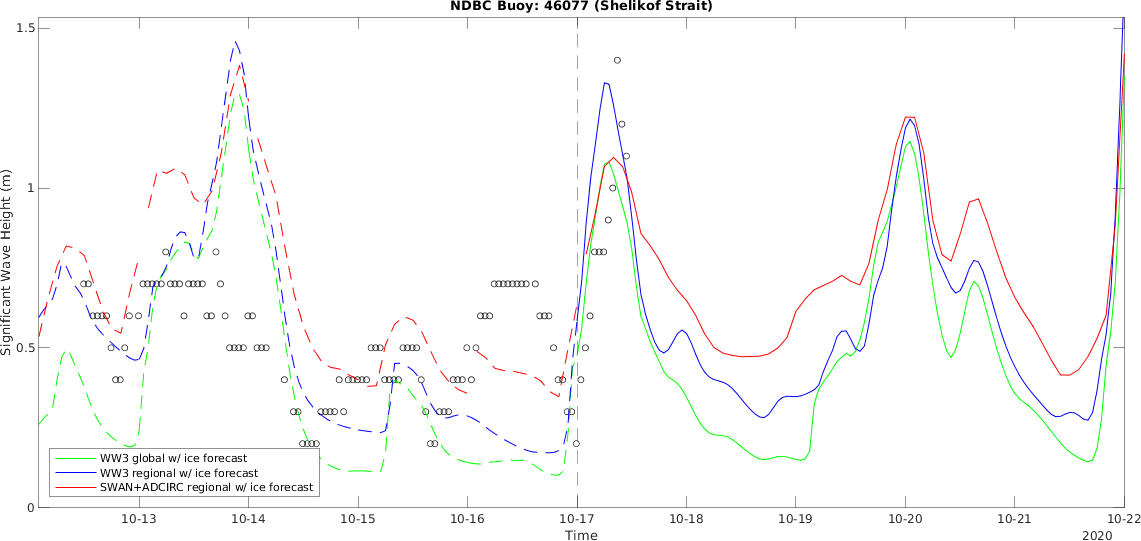 NDBC Buoy: 46077 (Shelikof Strait)
1.5
1
0.5
0
Significant Wave Height (m)
WW3 global w/ ice forecast
WW3 regional w/ ice forecast
SWAN+ADCIRC regional w/ ice forecast
10-13 10-14 10-15 10-16 10-17 10-18 10-19 10-20 10-21 10-22
Time
2020